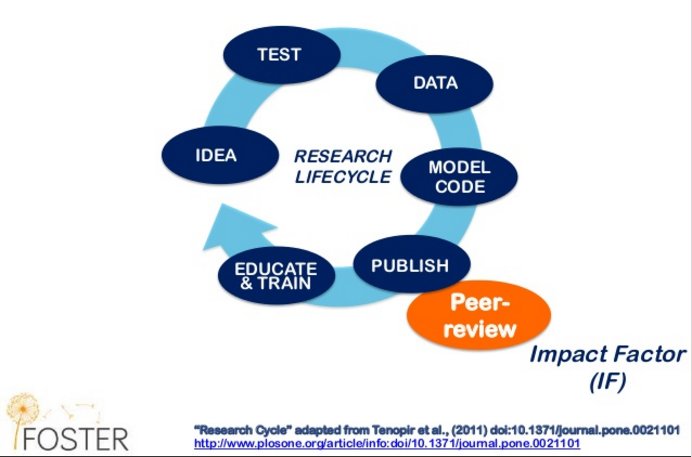 TEST
DATA
IDEA
RESEARCH
LIFECYCLE
MODEL
CODE
EDUCATE
& TRAIN
PUBLISH
Peer-
review
Impact Factor
(IF)
FOSTER
"Research Cycle" adapted from Tenopir et al., (2011) doi:10.1371/journal.pone.0021101
http://www.plosone.org/article/info:doi/10.1371/journal.pone.0021101